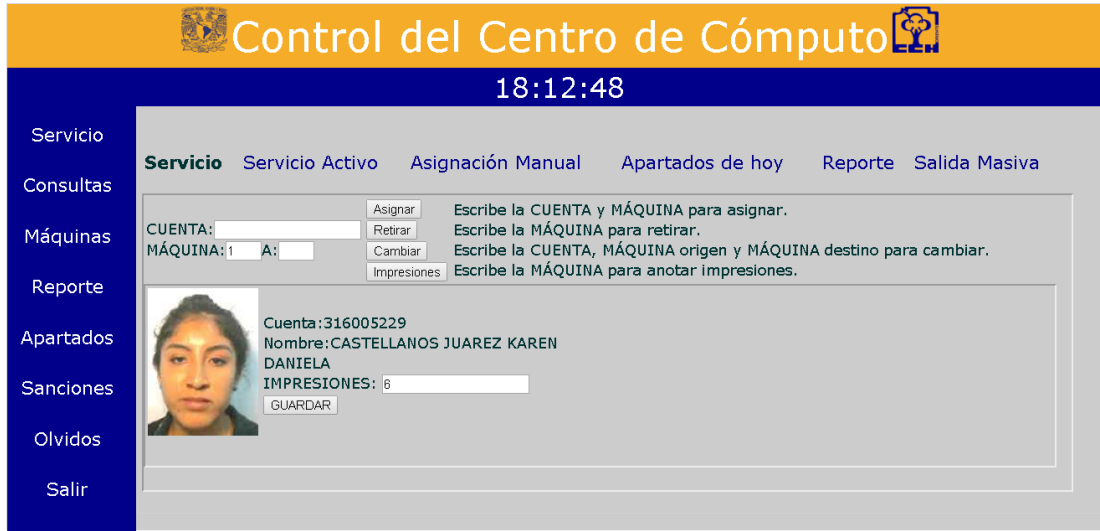 Control del Centro de Cómputo
CCH
18:12:48
Servicio
Consultas
Máquinas
Reporte
Apartados
Sanciones
Olvidos
Salir
Servicio Servicio Activo Asignación Manual Apartados de hoy Reporte Salida Masiva
CUENTA:
MÁQUINA: 1 A:
Asignar Escribe la CUENTA y MÁQUINA para asignar.
Retirar Escribe la MÁQUINA para retirar.
Cambiar Escribe la CUENTA, MÁQUINA origen y MÁQUINA destino para cambiar.
Impresiones Escribe la MÁQUINA para anotar impresiones.
Cuenta:316005229
Nombre:CASTELLANOS JUAREZ KAREN
DANIELA
IMPRESIONES: 6
GUARDAR